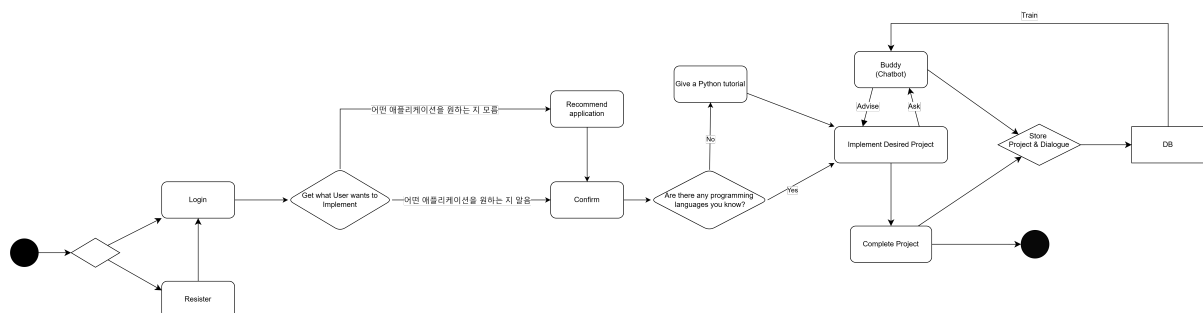 Train
Buddy
(Chatbot)
Recommend
application
Give a Python tutorial
어떤 애플리케이션을 원하는 지 모름
Advise
Ask
No
Implement Desired Project
Store
Project & Dialogue
DB
Login
Get what User wants to
Implement
어떤 애플리케이션을 원하는 지 알음
Confirm
Are there any programming
languages you know?
Yes
Complete Project
Resister